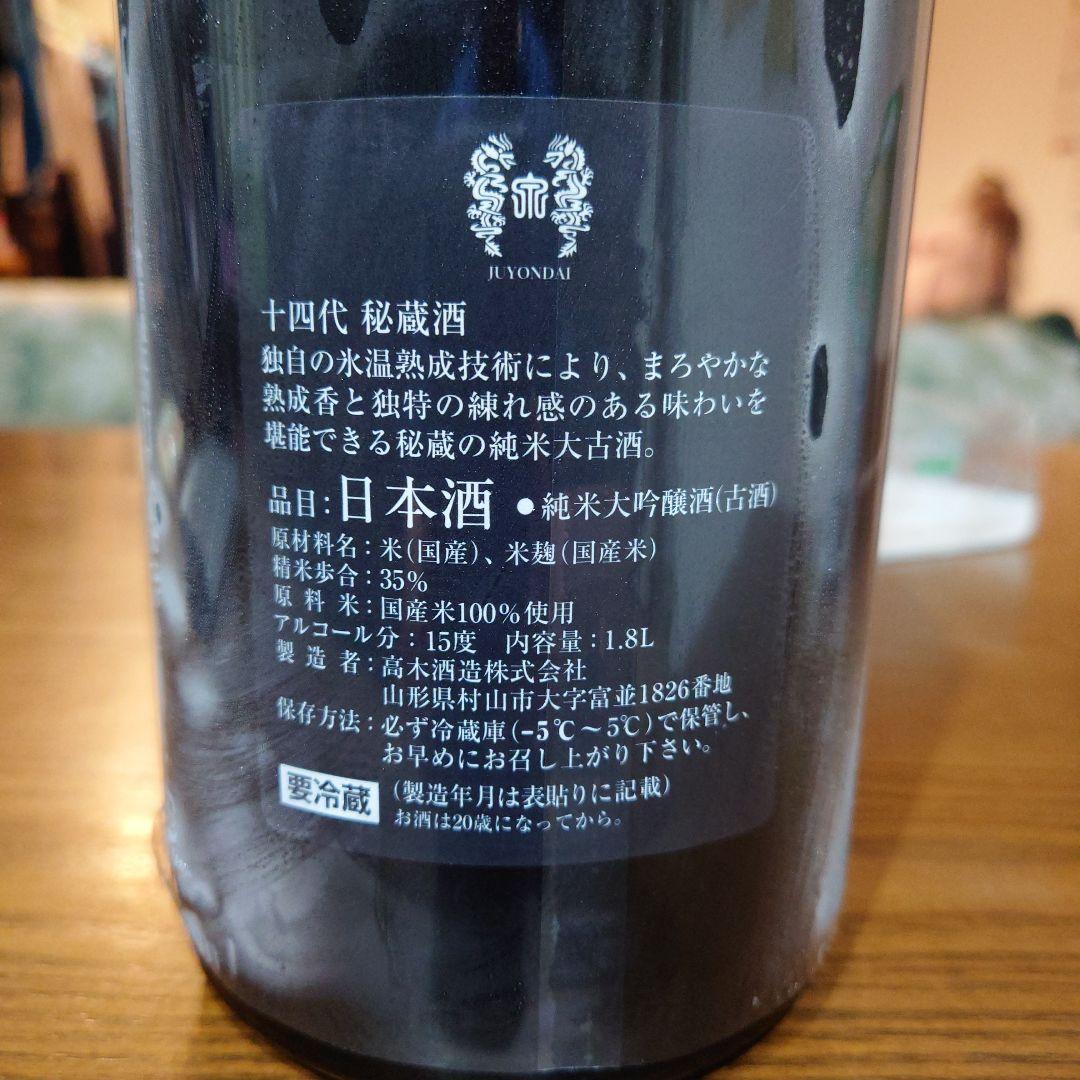 JUYONDAI
十四代 秘蔵酒
独自の氷温熟成技術により、まろやかな
熟成香と独特の練れ感のある味わいを
堪能できる秘蔵の純米大古酒。
品目:日本酒 ●純米大吟醸酒(古酒)
原材料名:米(国産)、米麹(国産米)
精米歩合:35%
原料米:国産米100%使用
アルコール分:15度 内容量:1.8L
製造者:高木酒造株式会社
山形県村山市大字富並1826番地
保存方法:必ず冷蔵庫(-5℃~5℃)で保管し、
お早めにお召し上がり下さい。
要冷蔵 (製造年月は表貼りに記載)
お酒は20歳になってから。